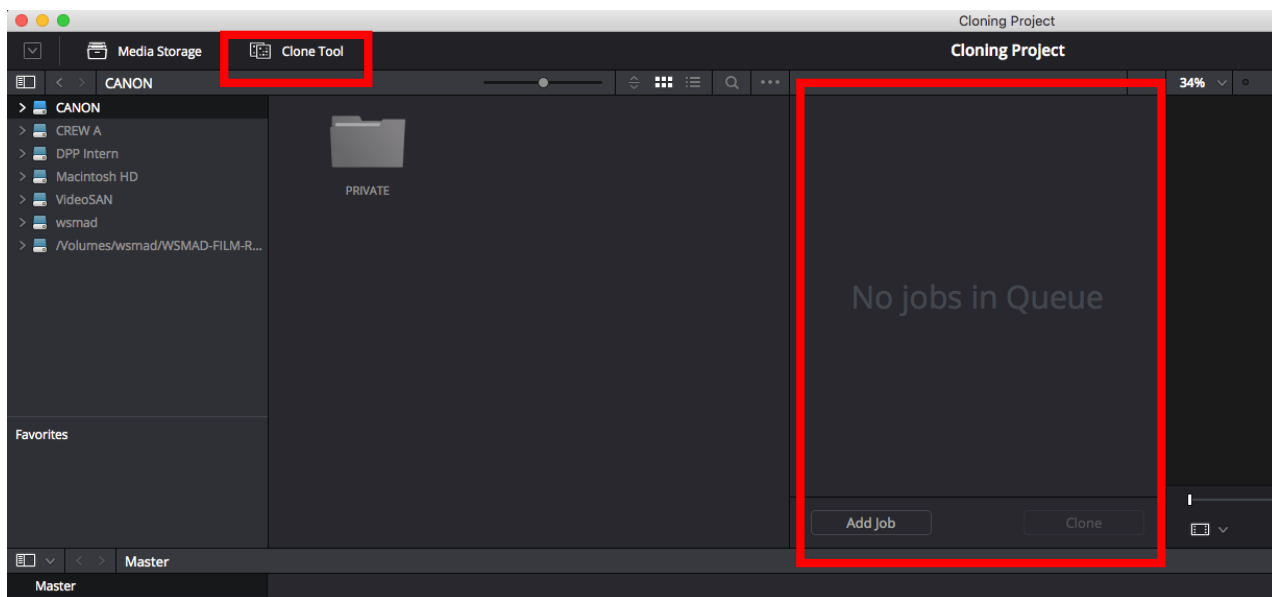 Cloning Project
Media Storage
Clone Tool
Cloning Project
CANON
34%
CANON
CREW A
DPP Intern
Macintosh HD
VideoSAN
wsmad
/Volumes/wsmad/WSMAD-FILM-R...
PRIVATE
No jobs in Queue
Favorites
Add Job
Clone
Master
Master